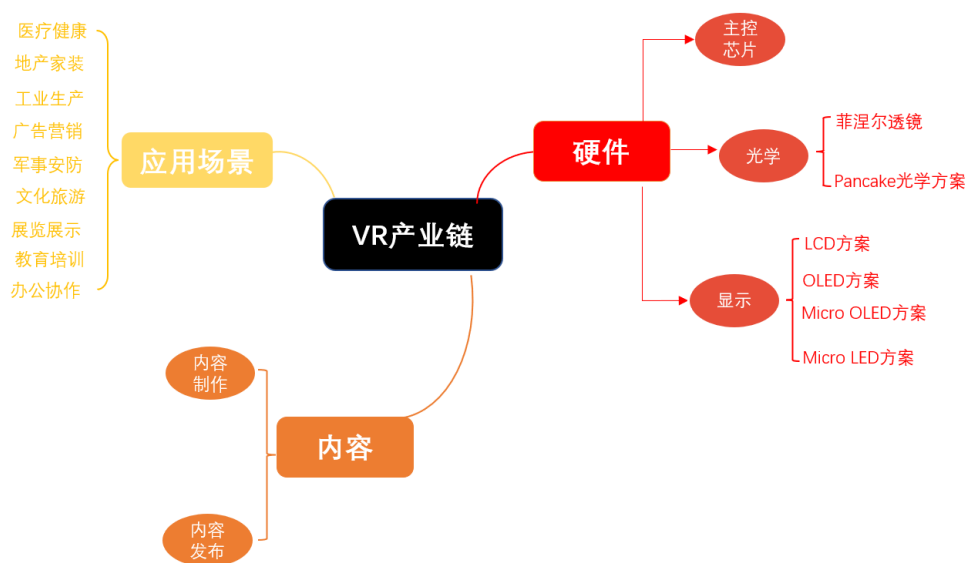 医疗健康
地产家装
工业生产
广告营销
军事安防
文化旅游
展览展示
教育培训
办公协作
应用场景
VR产业链
硬件
主控
芯片
光学
菲涅尔透镜
Pancake光学方案
显示
LCD方案
OLED方案
Micro OLED方案
Micro LED方案
内容
内容
制作
内容
发布